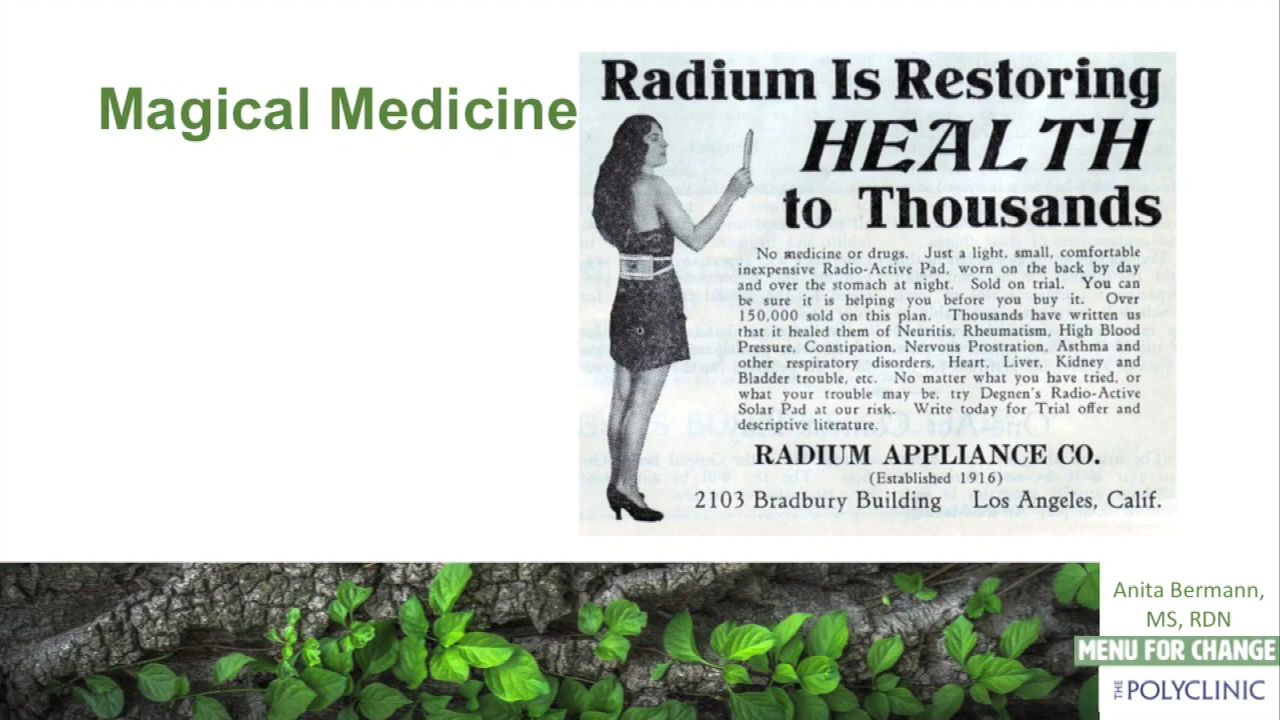 Magical Medicine
Radium Is Restoring
HEALTH
to Thousands
No medicine or drugs. Just a light, small, comfortable
inexpensive Radio-Active Pad, worn on the back by day
and over the stomach at night. Sold on trial. You can
be sure it is helping you before you buy it. Over
150,000 sold on this plan. Thousands have written us
that it healed them of Neuritis, Rheumatism, High Blood
Pressure, Constipation, Nervous Prostration, Asthma and
other respiratory disorders, Heart, Liver, Kidney and
Bladder trouble, etc. No matter what you have tried, or
what your trouble may be, try Degnen's Radio-Active
Solar Pad at our risk. Write today for Trial offer and
descriptive literature.
RADIUM APPLIANCE CO.
(Established 1916)
2103 Bradbury Building Los Angeles, Calif.
Anita Bermann,
MS, RDN
MENU FOR CHANGE
THE POLYCLINIC